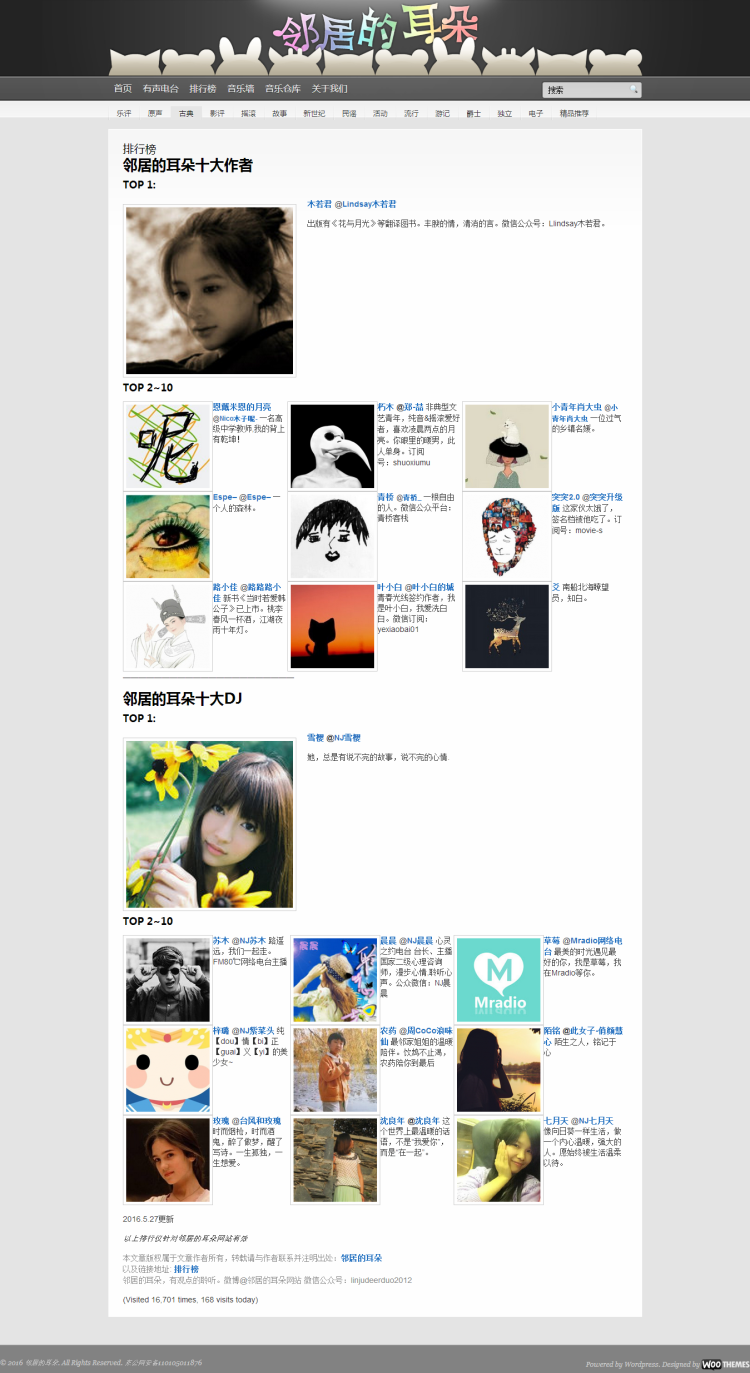 邻居的耳朵
首页 有声电台 排行榜 音乐墙 音乐仓库 关于我们
搜索
乐评 原声 古典 影评 摇滚 故事 新世纪 民谣 活动 流行 游记 爵士 独立 电子 精品推荐
排行榜
邻居的耳朵十大作者
TOP 1:
木若君 @Lindsay木若君
出版有《花与月光》等翻译图书。丰腴的情，清消的言。微信公众号：Llindsay木若君。
TOP 2~10
恩戴米恩的月亮
@Nico木子呢- 一名高
级中学教师.我的背上
有乾坤！
呢
朽木 @郑-喆 非典型文
艺青年，纯音&摇滚爱好
者，喜欢凌晨两点的月
亮。你眼里的暖男，此
人单身。订阅
号：shuoxiumu
小青年尚大虫 @小
青年尚大虫 一位过气
的乡镇名媛。
Espe– @Espe– 一
个人的森林。
青桥 @青桥_ 一根自由
的人。微信公众平台：
青桥客栈
突突2.0 @突突升级
版 这家伙太饿了，
签名档被他吃了。订
阅号：movie-s
路小佳 @路路路小
佳 新书《当时若爱韩
公子》已上市。桃李
春风一杯酒，江湖夜
雨十年灯。
叶小白 @叶小白的城
青春光线签约作者，我
是叶小白，我爱洗白
白。微信订阅：
yexiaobai01
爻 南船北海瞭望
员，知白。
邻居的耳朵十大DJ
TOP 1:
雪樱 @NJ雪樱
她，总是有说不完的故事，说不完的心情.
TOP 2~10
苏木 @NJ苏木 路遥
远，我们一起走。
FM80℃网络电台主播
晨晨 @NJ晨晨 心灵
之约电台 台长、主播
国家二级心理咨询
师，漫步心情.聆听心
声。公众微信：NJ晨
晨
草莓 @Mradio网络电
台 最美的时光遇见最
好的你，我是草莓，我
在Mradio等你。
M
Mradio
梓璐 @NJ紫菜头 纯
【dou】情【bi】正
【guai】义【yi】的美
少女~
农药 @周CoCo浪味
仙 最邻家姐姐的温暖
陪伴。饮鸩不止渴，
农药陪你到最后
陌铭 @此女子-俏颜慧
心 陌生之人，铭记于
心
玫瑰 @台风和玫瑰
时而烟枪，时而酒
鬼，醉了做梦，醒了
写诗。一生孤独，一
生想爱。
沈良年 @沈良年 这
个世界上最温暖的话
语，不是“我爱你”，
而是“在一起”。
七月天 @NJ七月天
像向日葵一样生活，做
一个内心温暖，强大的
人。愿始终被生活温柔
以待。
2016.5.27更新
以上排行仅针对邻居的耳朵网站有效
本文章版权属于文章作者所有，转载请与作者联系并注明出处：邻居的耳朵
以及链接地址: 排行榜
邻居的耳朵，有观点的聆听。微博@邻居的耳朵网站 微信公众号：linjudeerduo2012
(Visited 16,701 times, 168 visits today)
© 2016 邻居的耳朵. All Rights Reserved. 京公网安备110105011876
Powered by Wordpress. Designed by WOOTHEMES